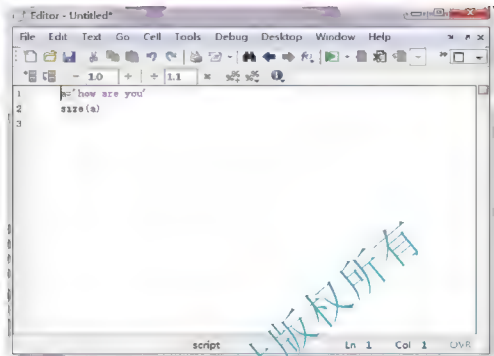 Editor - Untitled*
File Edit Text Go Cell Tools Debug Desktop Window Help
- 1.0 + ÷ 1.1 ×
1 a='how are you'
2 size(a)
3
版权所有
script Ln 1 Col 1 OVR